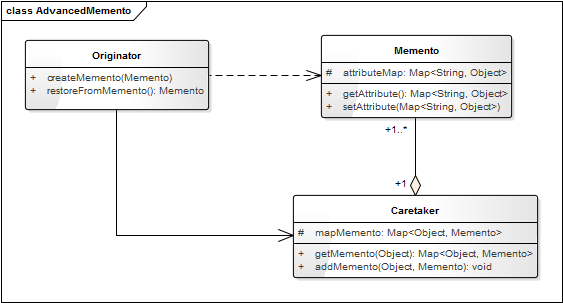 class AdvancedMemento
Originator
+ createMemento(Memento)
+ restoreFromMemento(): Memento
Memento
# attributeMap: Map<String, Object>
+ getAttribute(): Map<String, Object>
+ setAttribute(Map<String, Object>)
+1..*
+1
Caretaker
# mapMemento: Map<Object, Memento>
+ getMemento(Object): Map<Object, Memento>
+ addMemento(Object, Memento): void